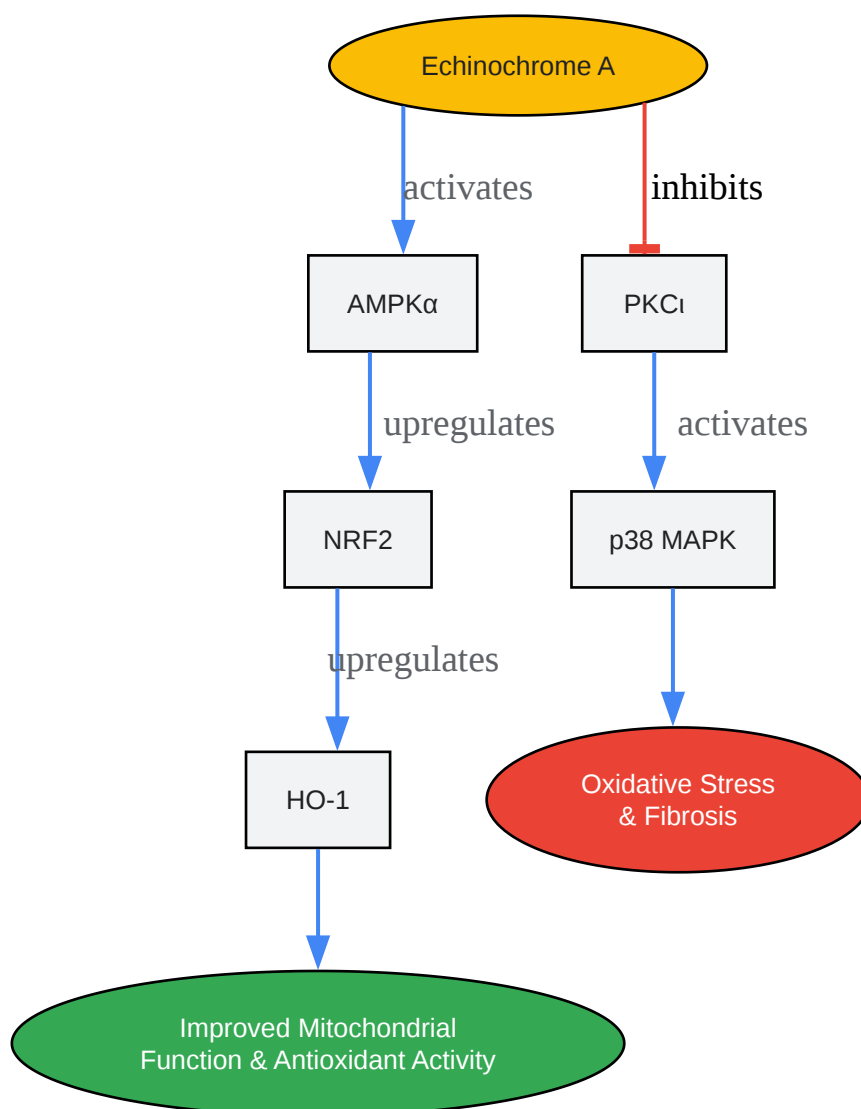 Echinochrome A
activates
inhibits
AMPKα
PKCι
upregulates
activates
NRF2
p38 MAPK
upregulates
HO-1
Oxidative Stress
& Fibrosis
Improved Mitochondrial
Function & Antioxidant Activity